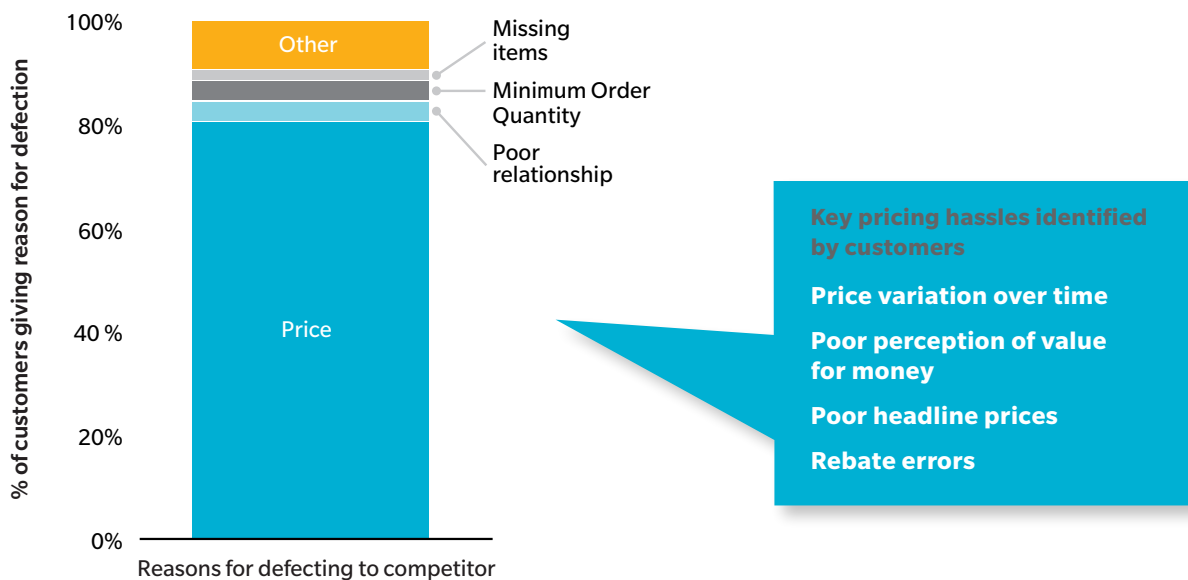 % of customers giving reason for defection
100%
80%
60%
40 %
20%
0%
Other
Price
Missing
items
Minimum Order
Quantity
Poor
relationship
Reasons for defecting to competitor
Key pricing hassles identified
by customers
Price variation over time
Poor perception of value
for money
Poor headline prices
Rebate errors